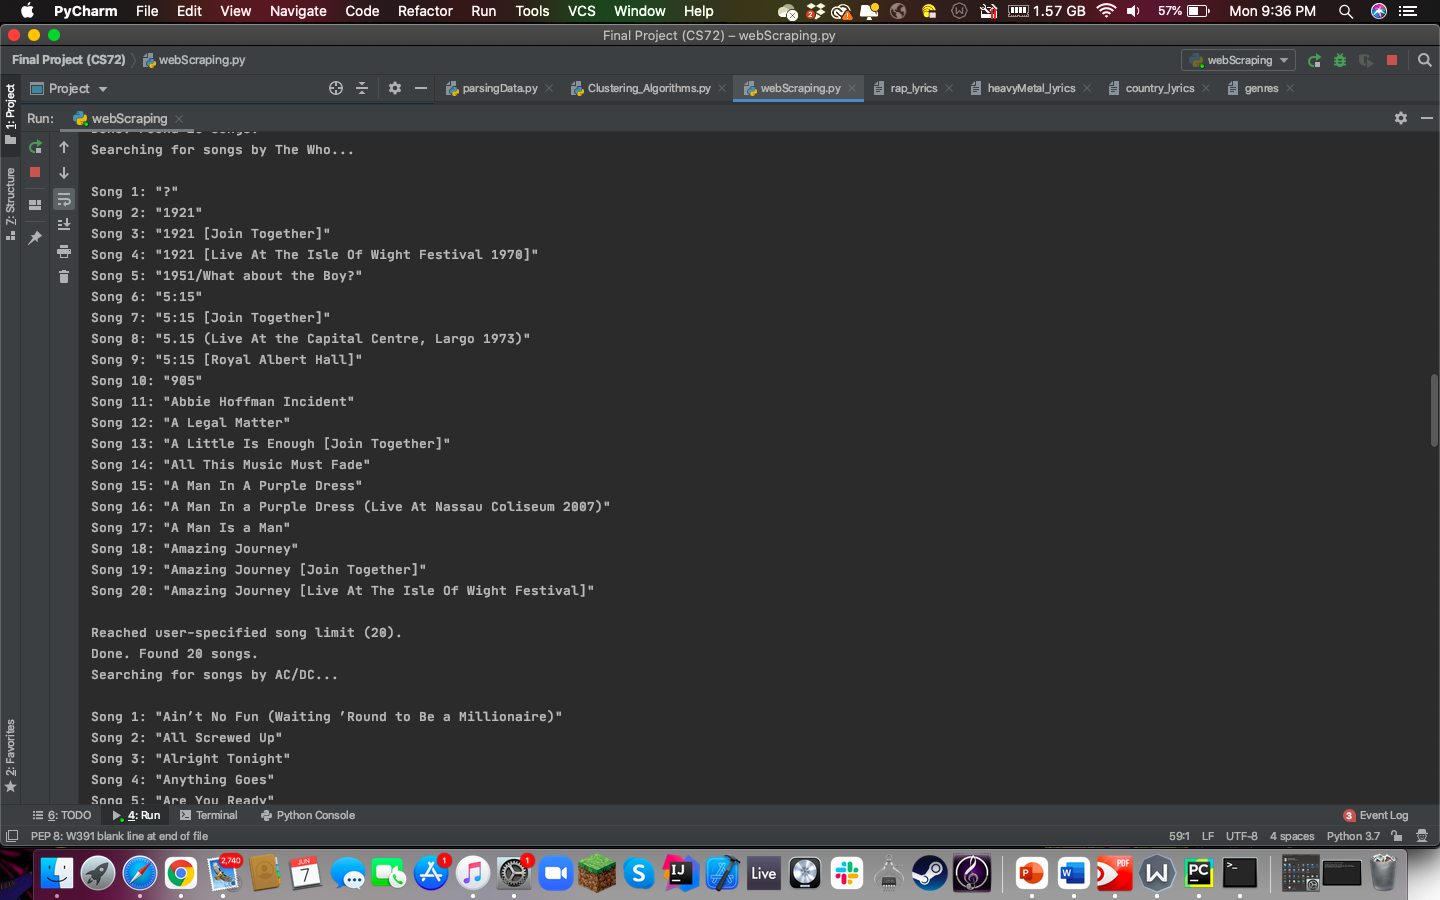 PyCharm File Edit View Navigate Code Refactor Run Tools VCS Window Help 1.57 GB 57% Mon 9:36 PM
Final Project (CS72) – webScraping.py
Final Project (CS72) webScraping.py webScraping
Project parsingData.py Clustering_Algorithms.py webScraping.py rap_lyrics heavyMetal_lyrics country_lyrics genres
Run: webScraping
1: Project
Z: Structure
2: Favorites
Searching for songs by The Who...
Song 1: "?"
Song 2: "1921"
Song 3: "1921 [Join Together]"
Song 4: "1921 [Live At The Isle Of Wight Festival 1970]"
Song 5: "1951/What about the Boy?"
Song 6: "5:15"
Song 7: "5:15 [Join Together]"
Song 8: "5.15 (Live At the Capital Centre, Largo 1973)"
Song 9: "5:15 [Royal Albert Hall]"
Song 10: "905"
Song 11: "Abbie Hoffman Incident"
Song 12: "A Legal Matter"
Song 13: "A Little Is Enough [Join Together]"
Song 14: "All This Music Must Fade"
Song 15: "A Man In A Purple Dress"
Song 16: "A Man In a Purple Dress (Live At Nassau Coliseum 2007)"
Song 17: "A Man Is a Man"
Song 18: "Amazing Journey"
Song 19: "Amazing Journey [Join Together]"
Song 20: "Amazing Journey [Live At The Isle Of Wight Festival]"
Reached user-specified song limit (20).
Done. Found 20 songs.
Searching for songs by AC/DC...
Song 1: "Ain’t No Fun (Waiting ’Round to Be a Millionaire)"
Song 2: "All Screwed Up"
Song 3: "Alright Tonight"
Song 4: "Anything Goes"
Song 5: "Are You Ready"
6: TODO 4: Run Terminal Python Console 3 Event Log
PEP 8: W391 blank line at end of file 59:1 LF UTF-8 4 spaces Python 3.7
2,740 JUN 7 1 1 IJ Live PDF PC